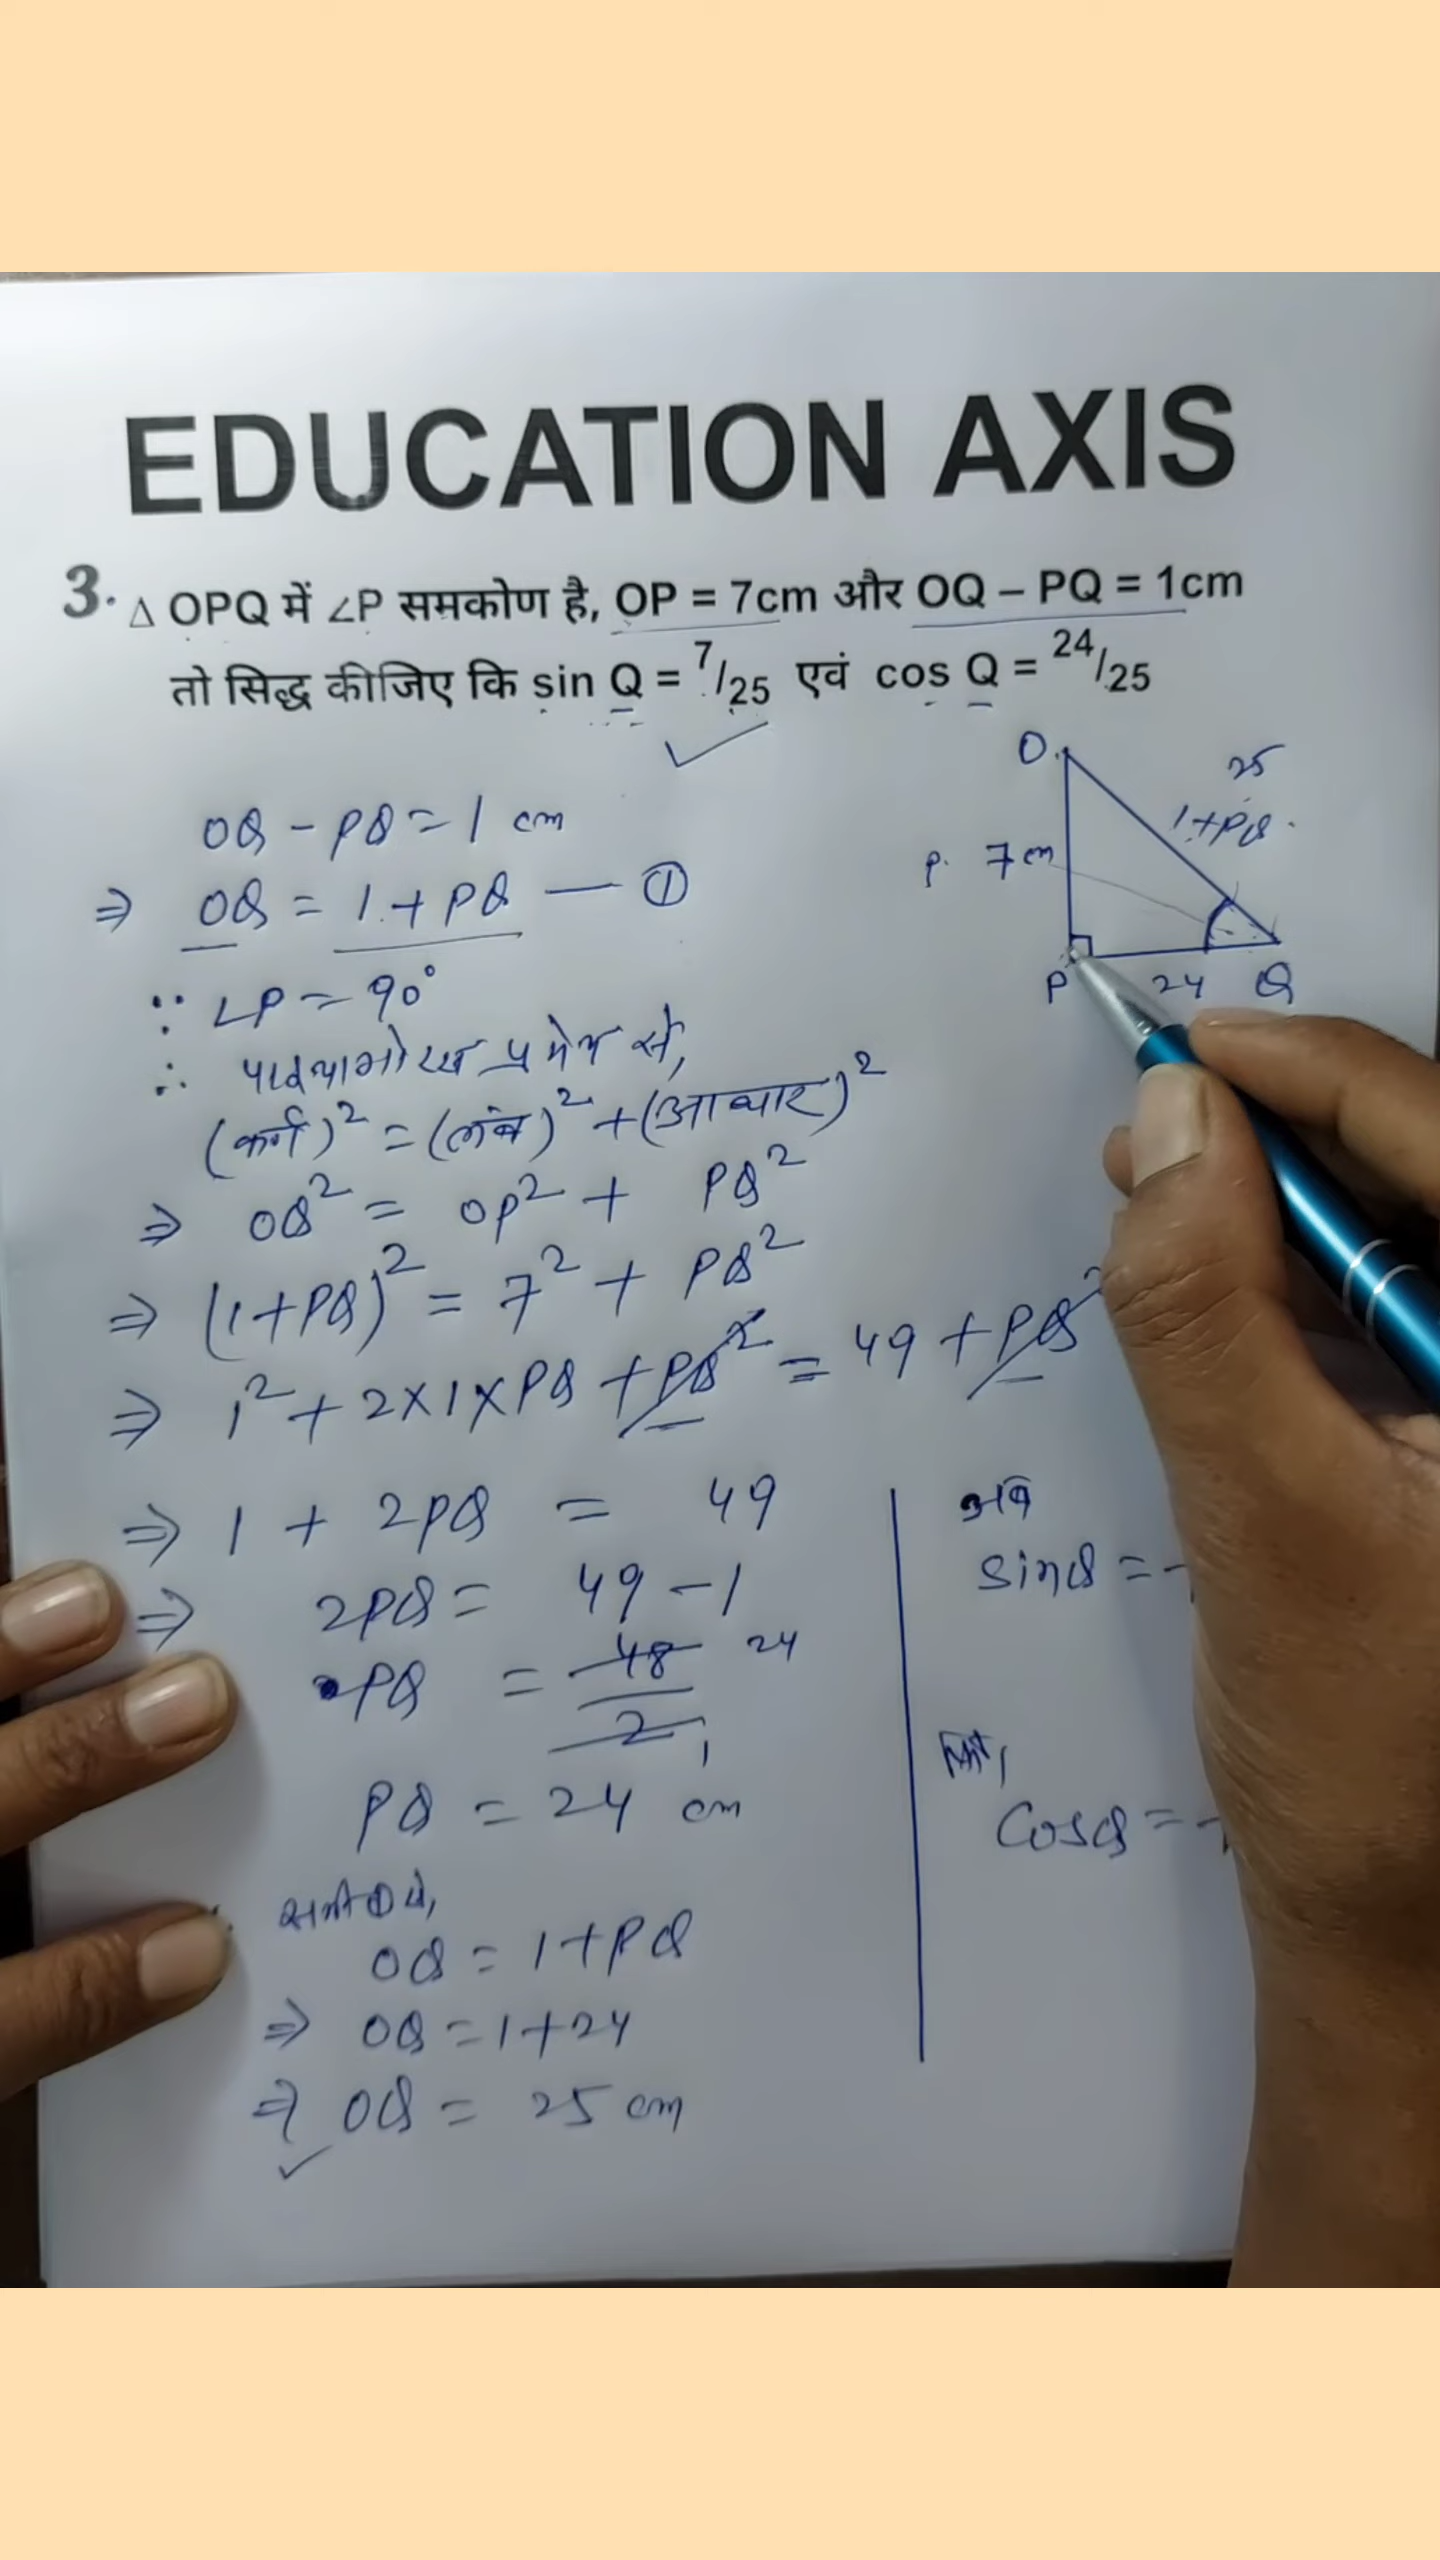 EDUCATION AXIS
3. △ OPQ में ∠P समकोण है, OP = 7cm और OQ – PQ = 1cm
तो सिद्ध कीजिए कि sin Q = 7/25 एवं cos Q = 24/25
O
25
1+PQ
P. 7cm
P 24 Q
OQ - PQ = 1 cm
⇒ OQ = 1 + PQ — ①
∵ ∠P = 90°
∴ पाइथागोरस प्रमेय से,
(कर्ण)² = (लंब)² + (आधार)²
⇒ OQ² = OP² + PQ²
⇒ (1+PQ)² = 7² + PQ²
⇒ 1² + 2×1×PQ + PQ² = 49 + PQ²
⇒ 1 + 2PQ = 49
⇒ 2PQ = 49 - 1
PQ = 48/2 24 1
PQ = 24 cm
OQ = 1+PQ
⇒ OQ = 1+24
⇒ OQ = 25 cm
अब
sinQ =
CosQ =